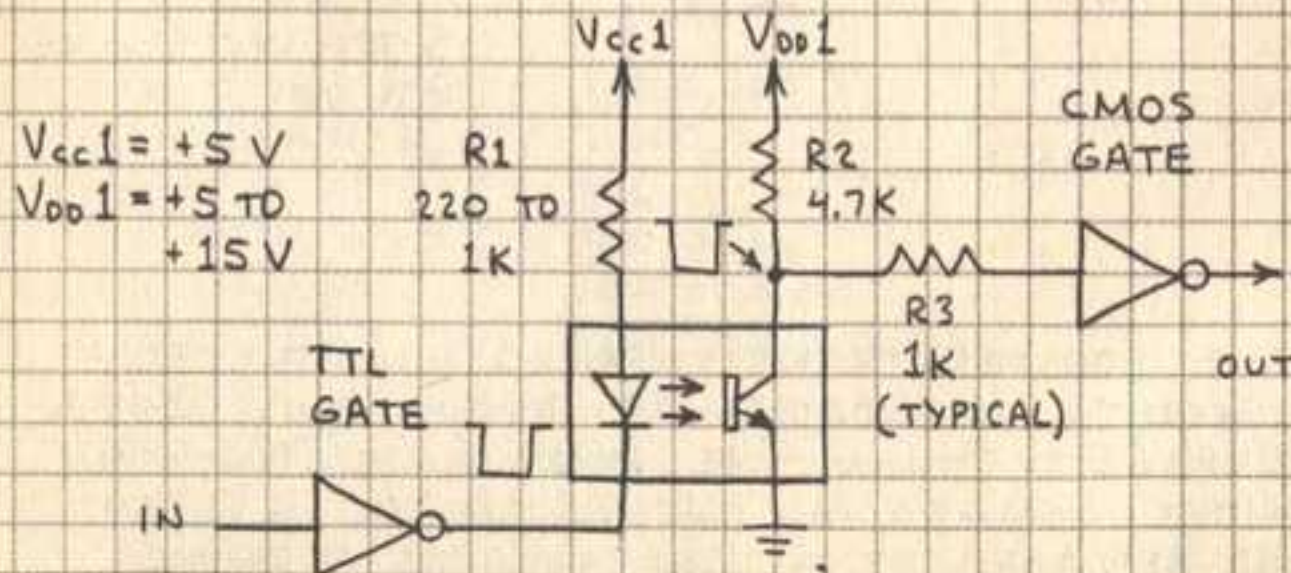 Vcc1
VDD1
Vcc1 = +5 V
VDD1 = +5 TO
+15 V
R1
220 TO
1K
R2
4.7K
CMOS
GATE
R3
1K
(TYPICAL)
OUT
TTL
GATE
IN